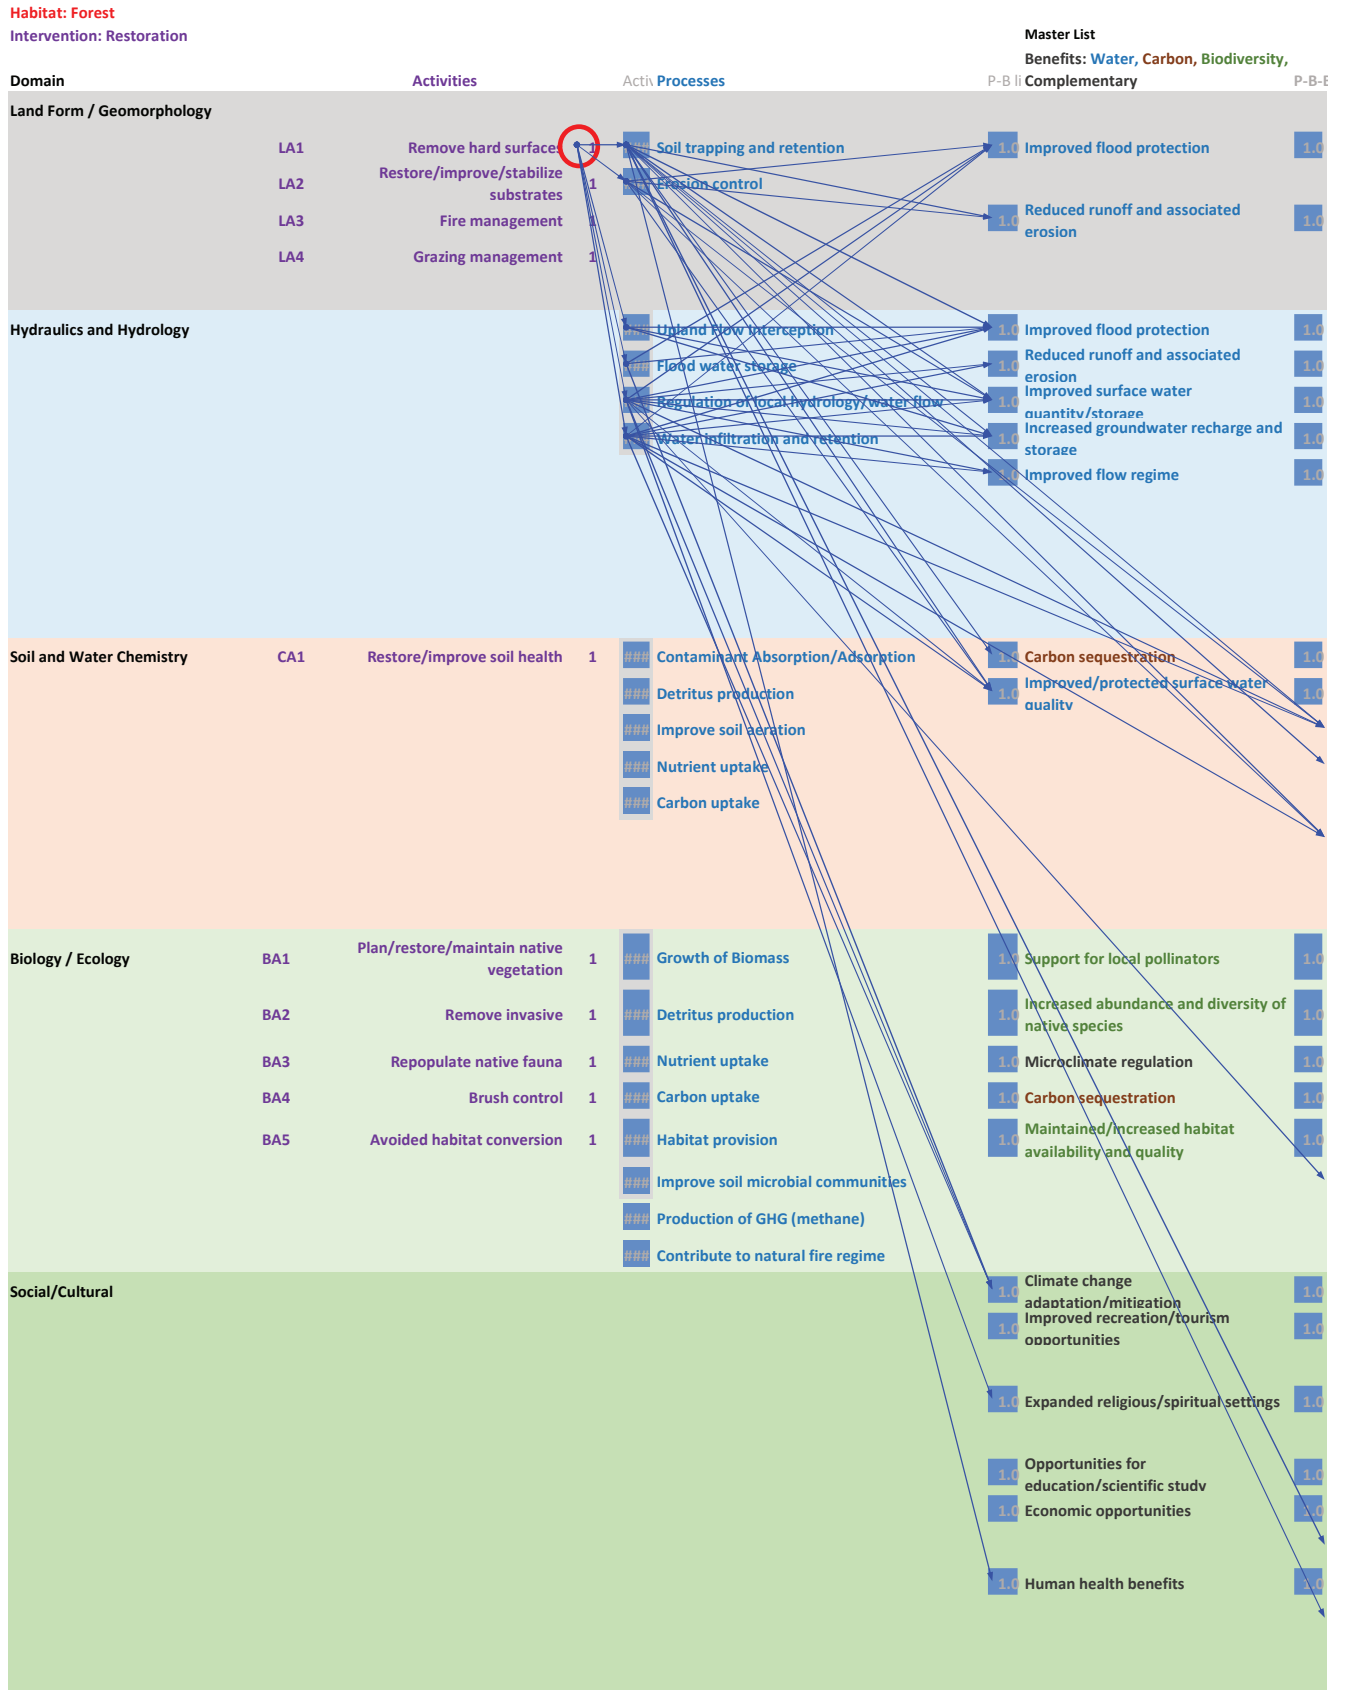 Habitat: Forest
Intervention: Restoration
Master List
Benefits: Water, Carbon, Biodiversity,
Domain Activities Activ Processes P-B li Complementary P-B-B
Land Form / Geomorphology
LA1 Remove hard surfaces 1 ### Soil trapping and retention 1.0 Improved flood protection 1.0
LA2 Restore/improve/stabilize substrates 1 ### Erosion control
LA3 Fire management 1 1.0 Reduced runoff and associated erosion 1.0
LA4 Grazing management 1
Hydraulics and Hydrology ### Upland Flow Interception 1.0 Improved flood protection 1.0
### Flood water storage 1.0 Reduced runoff and associated erosion 1.0
### Regulation of local hydrology/water flow 1.0 Improved surface water quantity/storage 1.0
### Water infiltration and retention 1.0 Increased groundwater recharge and storage 1.0
1.0 Improved flow regime 1.0
Soil and Water Chemistry CA1 Restore/improve soil health 1 ### Contaminant Absorption/Adsorption 1.0 Carbon sequestration 1.0
### Detritus production 1.0 Improved/protected surface water quality 1.0
### Improve soil aeration
### Nutrient uptake
### Carbon uptake
Biology / Ecology BA1 Plan/restore/maintain native vegetation 1 ### Growth of Biomass 1.0 Support for local pollinators 1.0
BA2 Remove invasive 1 ### Detritus production 1.0 Increased abundance and diversity of native species 1.0
BA3 Repopulate native fauna 1 ### Nutrient uptake 1.0 Microclimate regulation 1.0
BA4 Brush control 1 ### Carbon uptake 1.0 Carbon sequestration 1.0
BA5 Avoided habitat conversion 1 ### Habitat provision 1.0 Maintained/increased habitat availability and quality 1.0
### Improve soil microbial communities
### Production of GHG (methane)
### Contribute to natural fire regime
Social/Cultural 1.0 Climate change adaptation/mitigation 1.0
1.0 Improved recreation/tourism opportunities 1.0
1.0 Expanded religious/spiritual settings 1.0
1.0 Opportunities for education/scientific study 1.0
1.0 Economic opportunities 1.0
1.0 Human health benefits 1.0